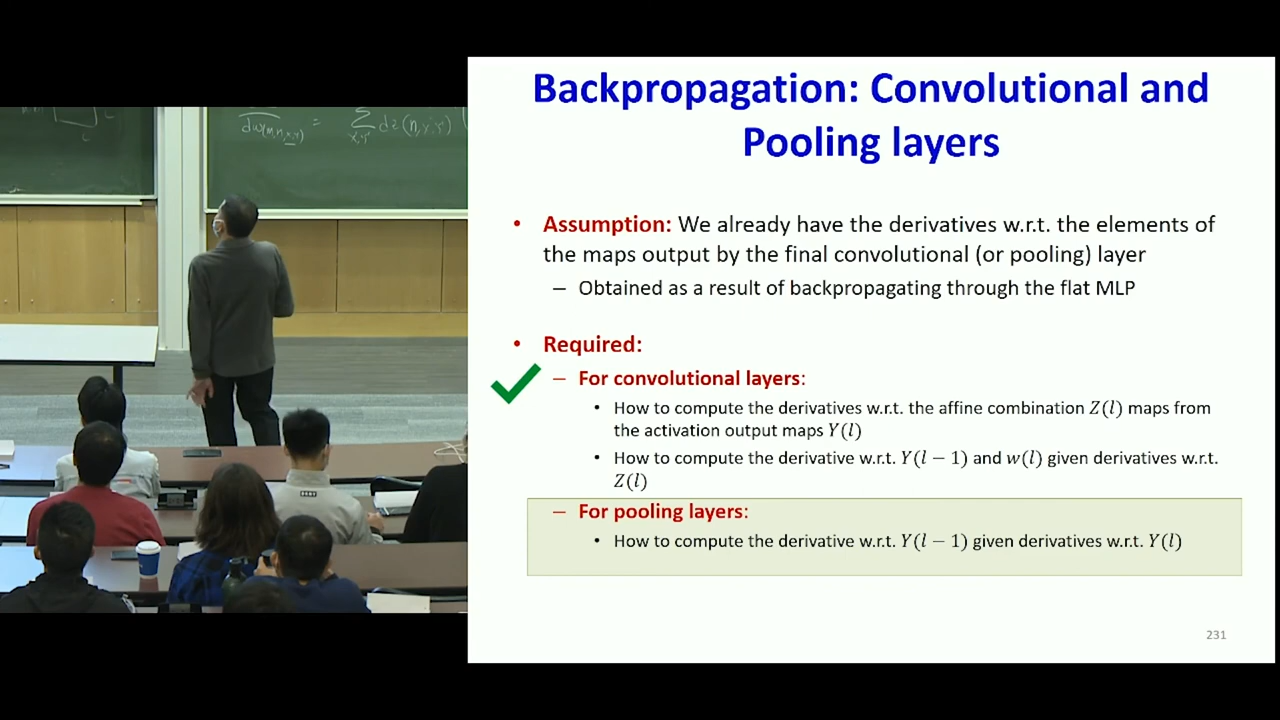 Backpropagation: Convolutional and
Pooling layers
• Assumption: We already have the derivatives w.r.t. the elements of
the maps output by the final convolutional (or pooling) layer
– Obtained as a result of backpropagating through the flat MLP
• Required:
– For convolutional layers:
• How to compute the derivatives w.r.t. the affine combination Z(l) maps from
the activation output maps Y(l)
• How to compute the derivative w.r.t. Y(l − 1) and w(l) given derivatives w.r.t.
Z(l)
– For pooling layers:
• How to compute the derivative w.r.t. Y(l − 1) given derivatives w.r.t. Y(l)
231